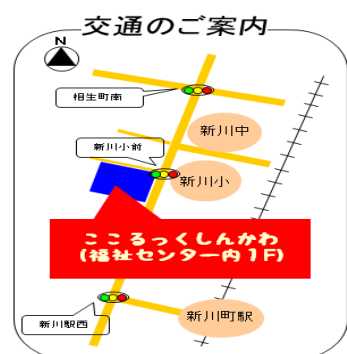 交通のご案内
N
相生町南
新川中
新川小前
新川小
こころっくしんかわ
(福祉センター内1F)
新川駅西
新川町駅